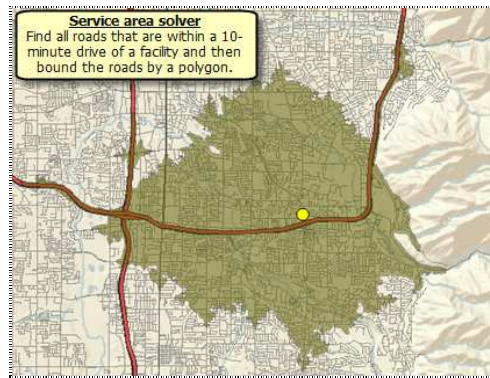 Service area solver
Find all roads that are within a 10-
minute drive of a facility and then
bound the roads by a polygon.